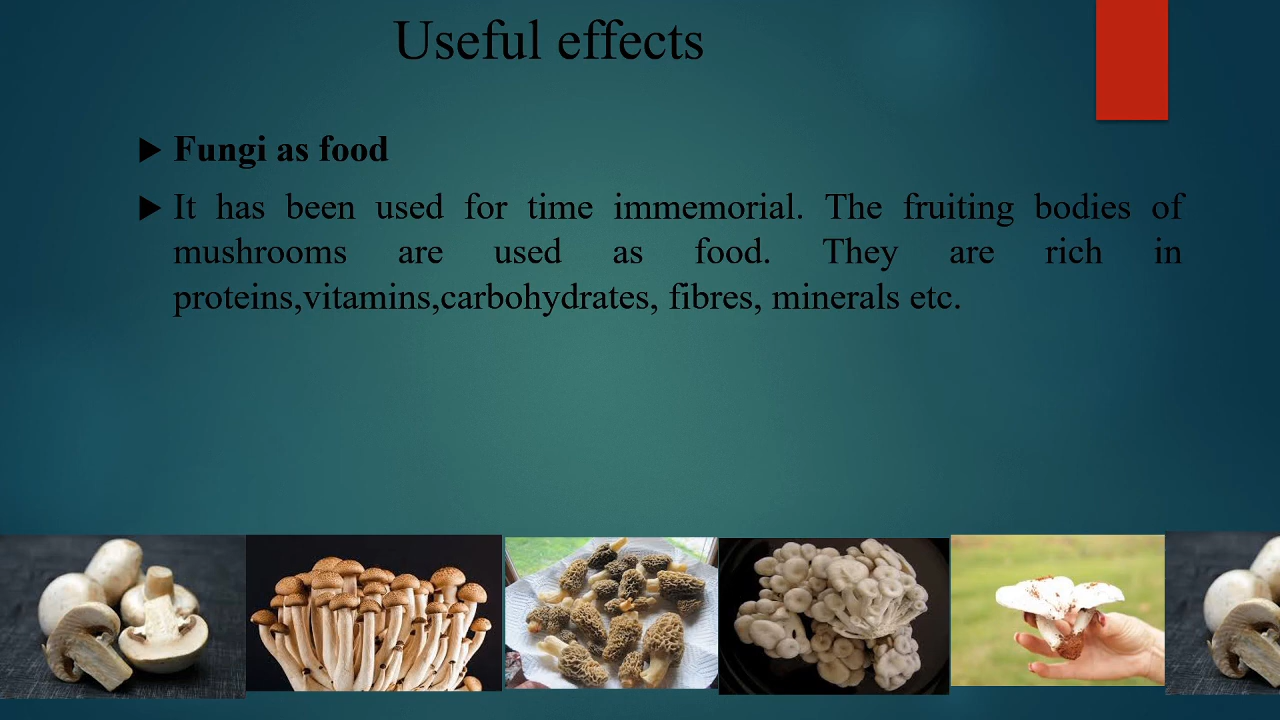 Useful effects
Fungi as food
It has been used for time immemorial. The fruiting bodies of
mushrooms are used as food. They are rich in
proteins,vitamins,carbohydrates, fibres, minerals etc.